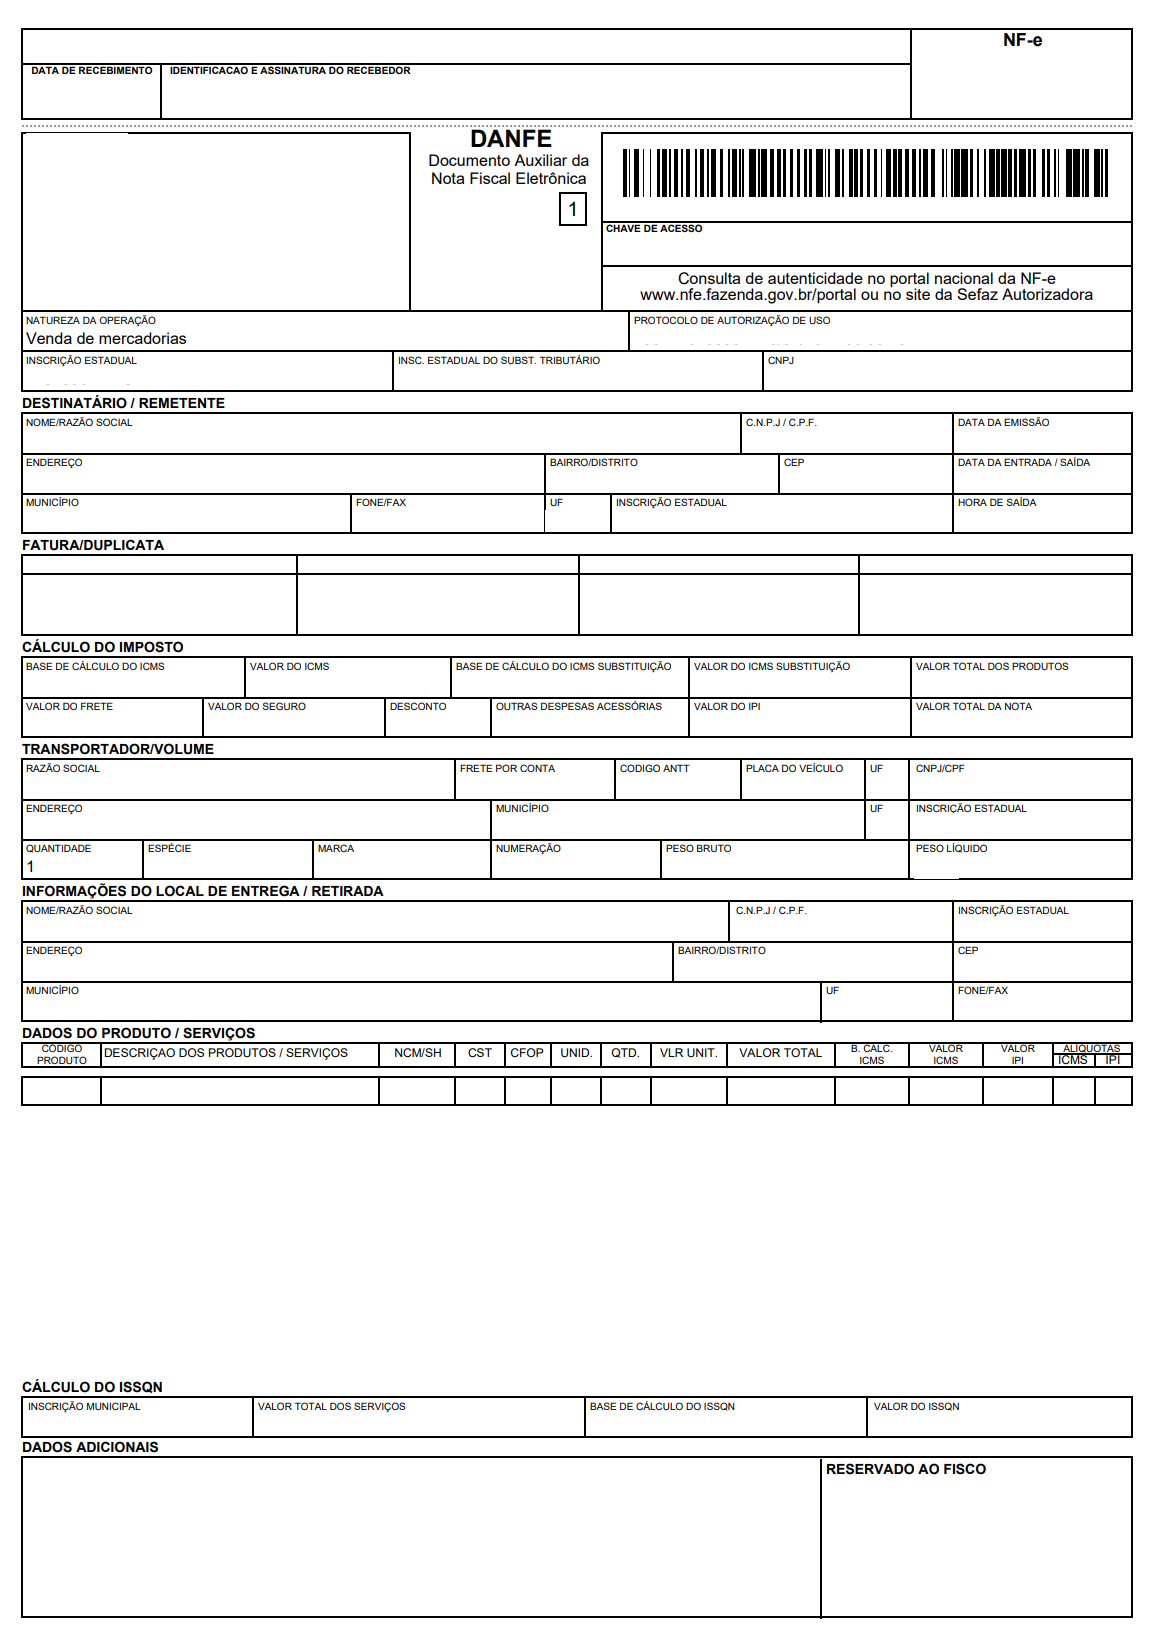 NF-e
DATA DE RECEBIMENTO IDENTIFICACAO E ASSINATURA DO RECEBEDOR
DANFE
Documento Auxiliar da
Nota Fiscal Eletrônica
1
CHAVE DE ACESSO
Consulta de autenticidade no portal nacional da NF-e
www.nfe.fazenda.gov.br/portal ou no site da Sefaz Autorizadora
NATUREZA DA OPERAÇÃO PROTOCOLO DE AUTORIZAÇÃO DE USO
Venda de mercadorias
INSCRIÇÃO ESTADUAL INSC. ESTADUAL DO SUBST. TRIBUTÁRIO CNPJ
DESTINATÁRIO / REMETENTE
NOME/RAZÃO SOCIAL C.N.P.J / C.P.F. DATA DA EMISSÃO
ENDEREÇO BAIRRO/DISTRITO CEP DATA DA ENTRADA / SAÍDA
MUNICÍPIO FONE/FAX UF INSCRIÇÃO ESTADUAL HORA DE SAÍDA
FATURA/DUPLICATA
CÁLCULO DO IMPOSTO
BASE DE CÁLCULO DO ICMS VALOR DO ICMS BASE DE CÁLCULO DO ICMS SUBSTITUIÇÃO VALOR DO ICMS SUBSTITUIÇÃO VALOR TOTAL DOS PRODUTOS
VALOR DO FRETE VALOR DO SEGURO DESCONTO OUTRAS DESPESAS ACESSÓRIAS VALOR DO IPI VALOR TOTAL DA NOTA
TRANSPORTADOR/VOLUME
RAZÃO SOCIAL FRETE POR CONTA CODIGO ANTT PLACA DO VEÍCULO UF CNPJ/CPF
ENDEREÇO MUNICÍPIO UF INSCRIÇÃO ESTADUAL
QUANTIDADE ESPÉCIE MARCA NUMERAÇÃO PESO BRUTO PESO LÍQUIDO
1
INFORMAÇÕES DO LOCAL DE ENTREGA / RETIRADA
NOME/RAZÃO SOCIAL C.N.P.J / C.P.F. INSCRIÇÃO ESTADUAL
ENDEREÇO BAIRRO/DISTRITO CEP
MUNICÍPIO UF FONE/FAX
DADOS DO PRODUTO / SERVIÇOS
CÓDIGO DESCRIÇAO DOS PRODUTOS / SERVIÇOS NCM/SH CST CFOP UNID. QTD. VLR UNIT. VALOR TOTAL B. CALC. VALOR VALOR ALÍQUOTAS
PRODUTO ICMS ICMS IPI ICMS IPI
CÁLCULO DO ISSQN
INSCRIÇÃO MUNICIPAL VALOR TOTAL DOS SERVIÇOS BASE DE CÁLCULO DO ISSQN VALOR DO ISSQN
DADOS ADICIONAIS
RESERVADO AO FISCO